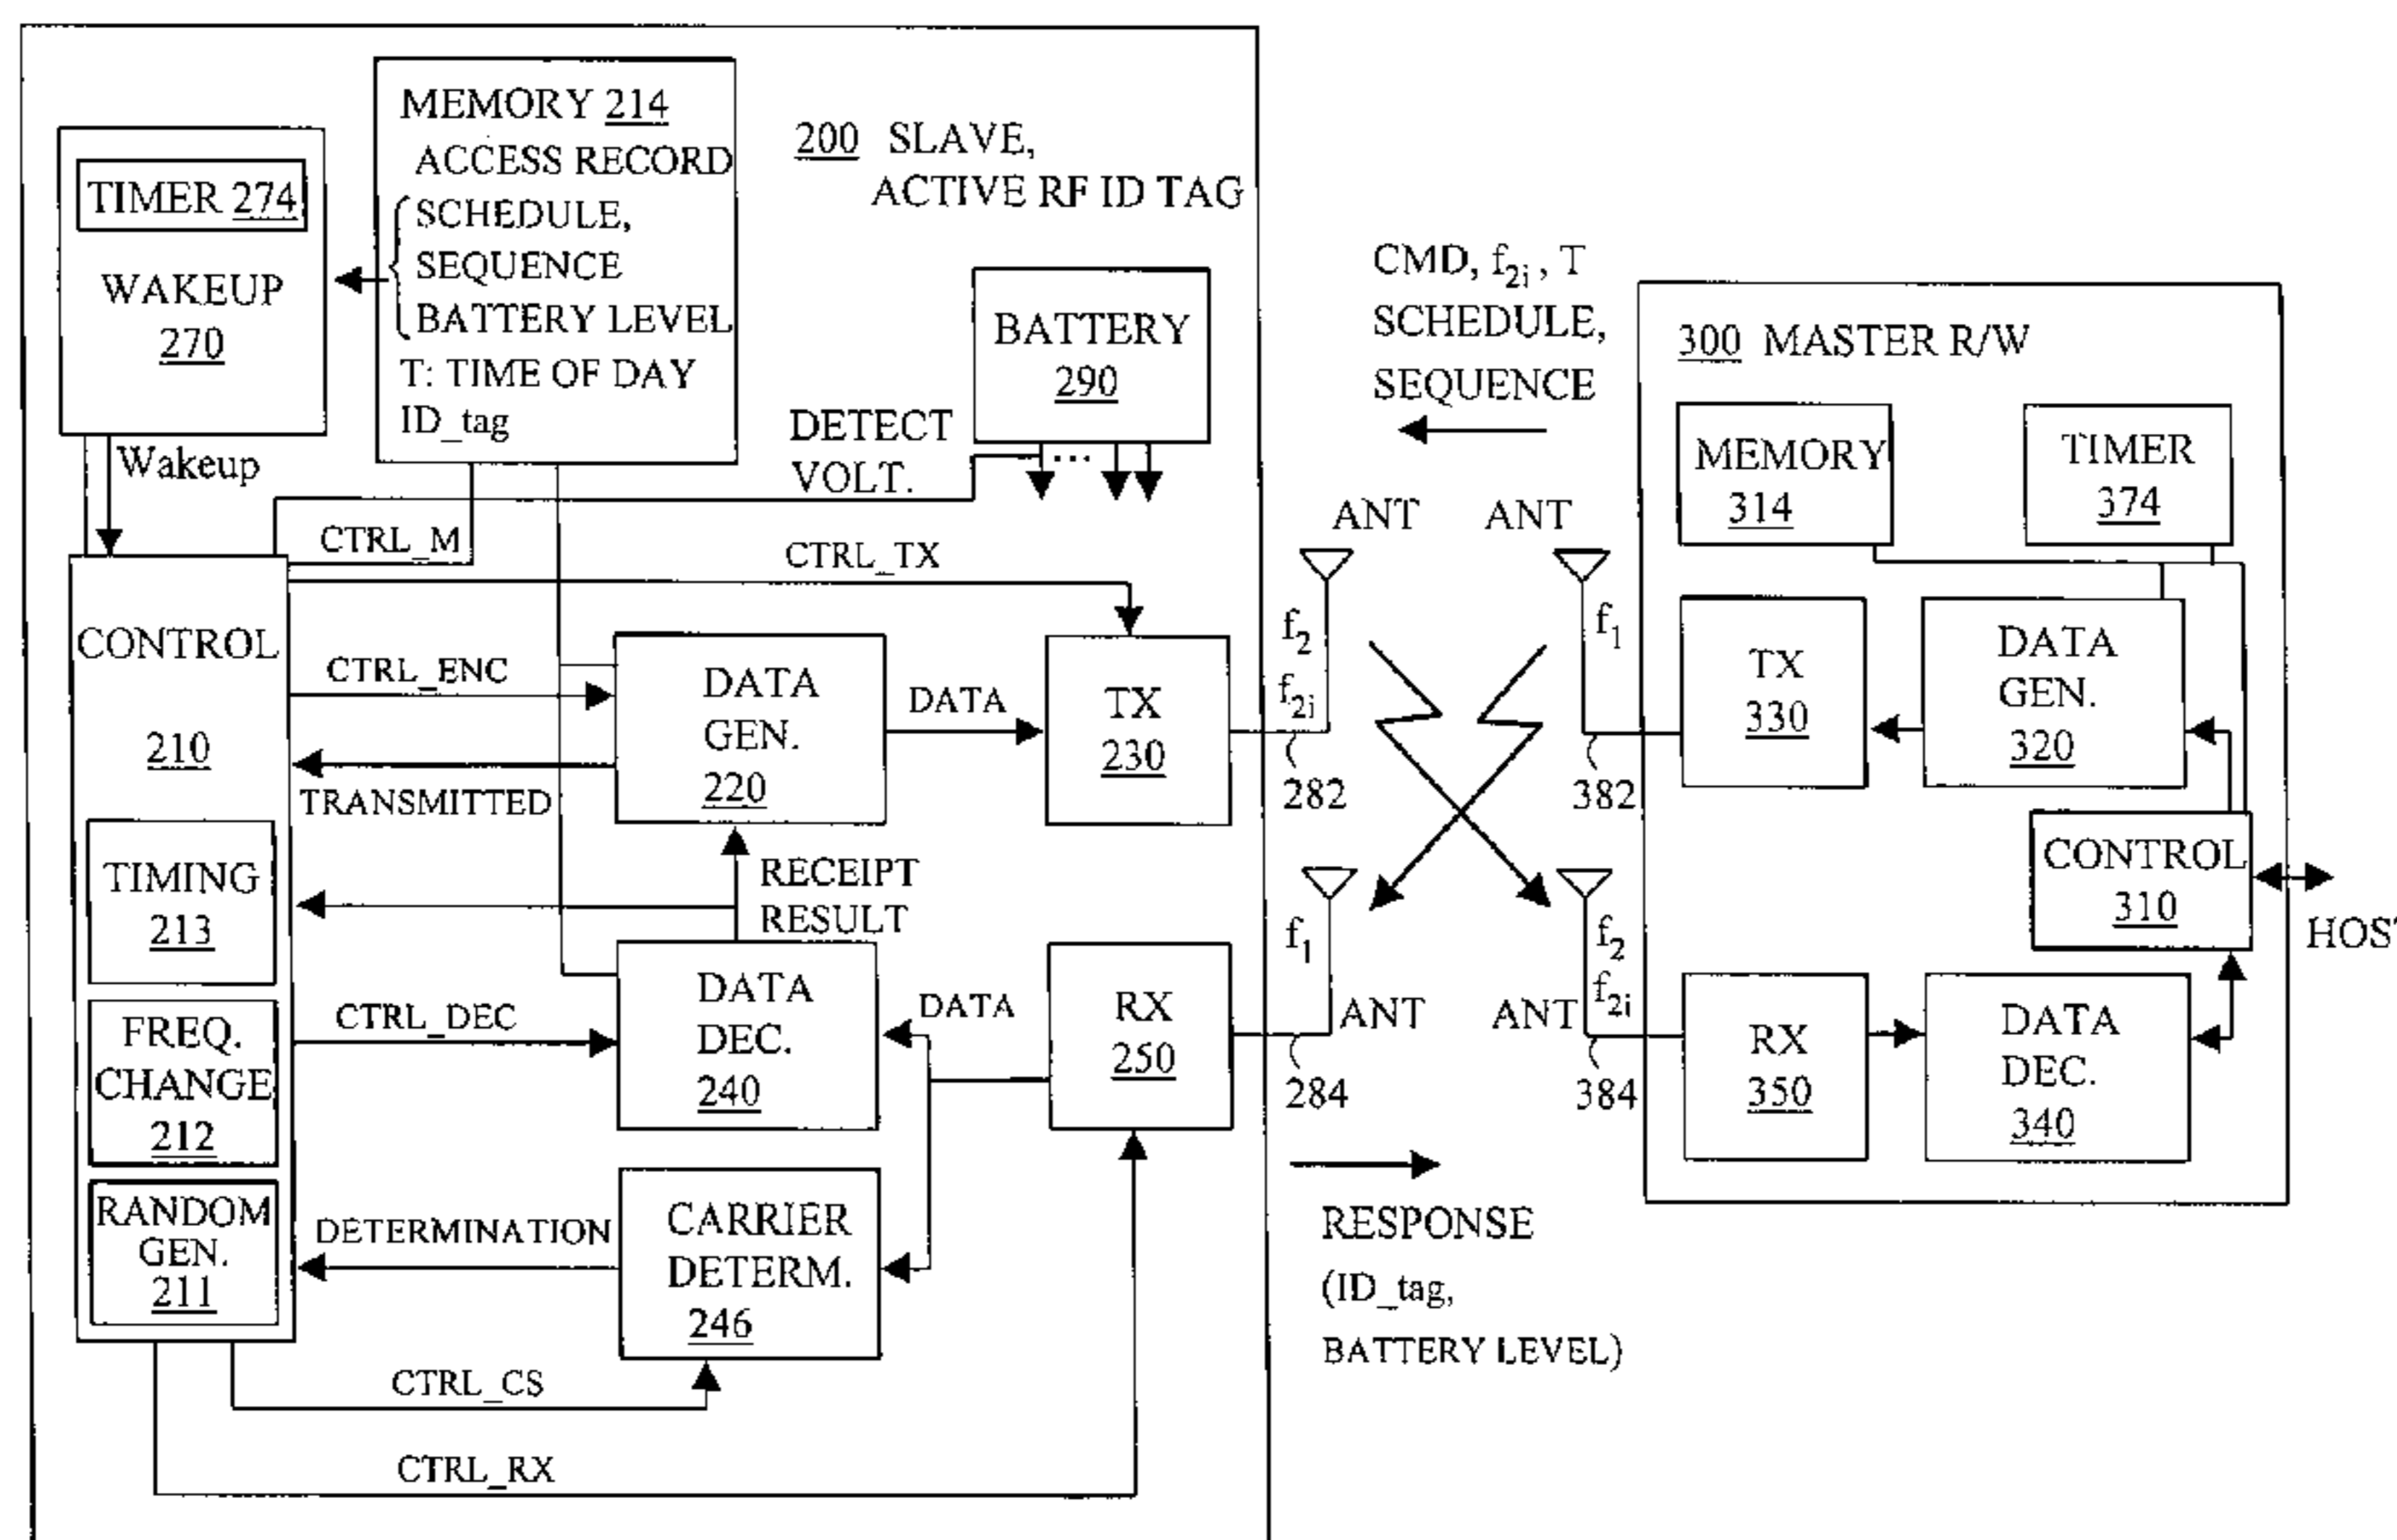 MEMORY 214
ACCESS RECORD
SCHEDULE,
SEQUENCE
BATTERY LEVEL
T: TIME OF DAY
ID_tag
TIMER 274
WAKEUP
270
Wakeup
200 SLAVE,
ACTIVE RF ID TAG
BATTERY
290
DETECT
VOLT.
...
CTRL_M
CTRL_TX
CONTROL
210
CTRL_ENC
TRANSMITTED
DATA
GEN.
220
DATA
TX
230
f2
f2i
282
ANT
TIMING
213
RECEIPT
RESULT
FREQ.
CHANGE
212
CTRL_DEC
DATA
DEC.
240
DATA
RX
250
f1
ANT
284
RANDOM
GEN.
211
DETERMINATION
CARRIER
DETERM.
246
CTRL_CS
CTRL_RX
CMD, f2i, T
SCHEDULE,
SEQUENCE
RESPONSE
(ID_tag,
BATTERY LEVEL)
300 MASTER R/W
MEMORY
314
TIMER
374
ANT
f1
382
TX
330
DATA
GEN.
320
CONTROL
310
HOST
f2
f2i
ANT
384
RX
350
DATA
DEC.
340